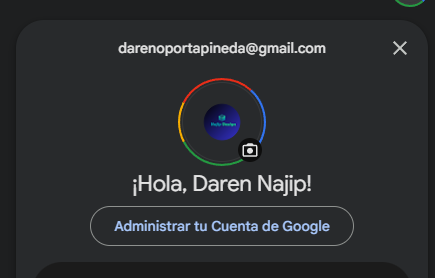 darenoportapineda@gmail.com
¡Hola, Daren Najip!
Administrar tu Cuenta de Google